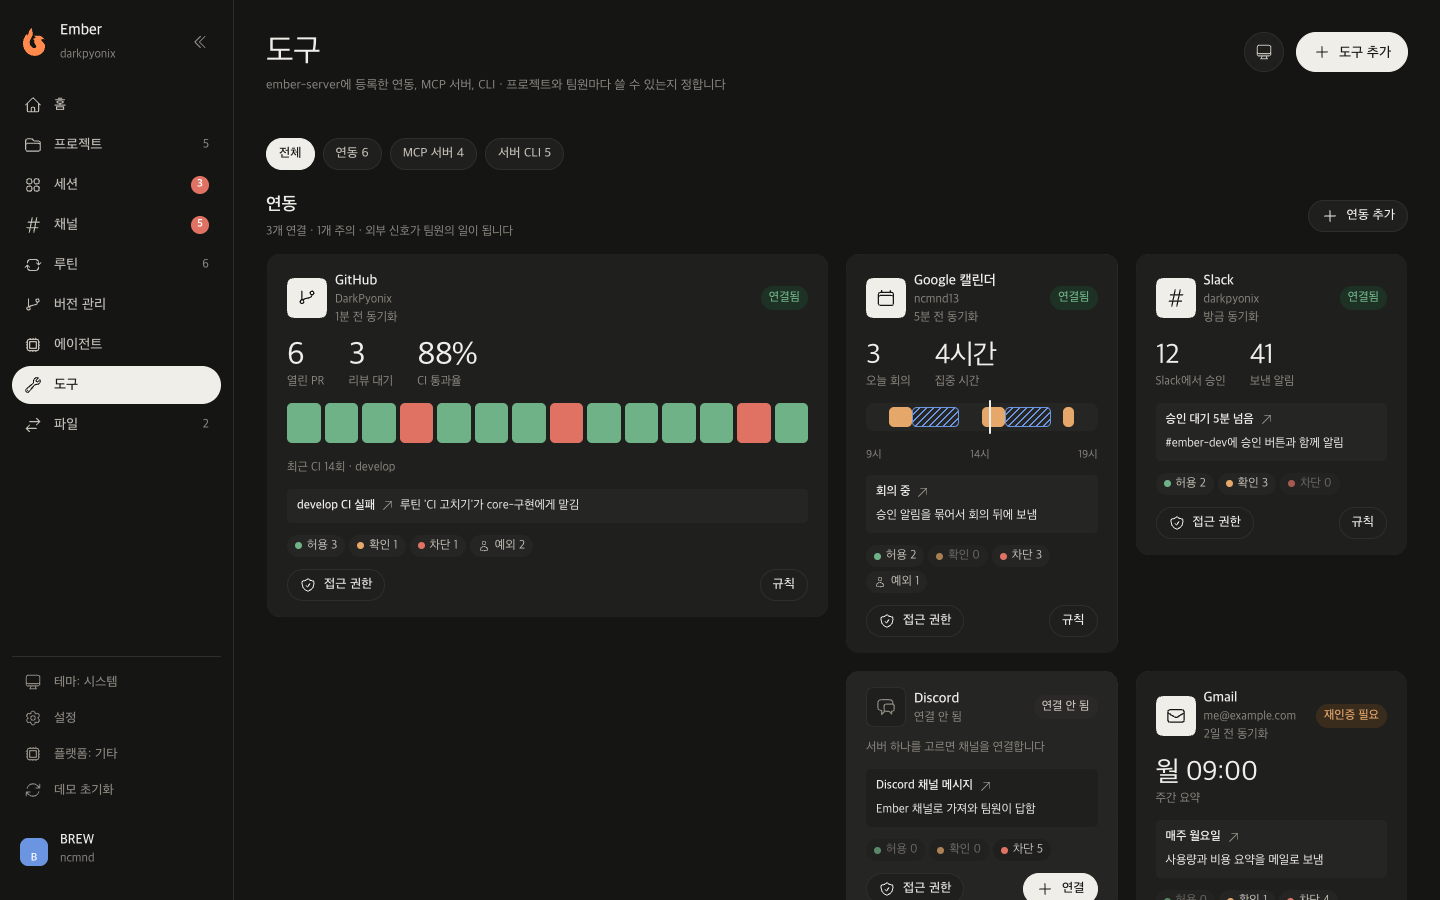 Ember
darkpyonix
홈
프로젝트 5
세션 3
채널 5
루틴 6
버전 관리
에이전트
도구
파일 2
테마: 시스템
설정
플랫폼: 기타
데모 초기화
B
BREW
ncmnd
도구
ember-server에 등록한 연동, MCP 서버, CLI · 프로젝트와 팀원마다 쓸 수 있는지 정합니다
도구 추가
전체
연동 6
MCP 서버 4
서버 CLI 5
연동
3개 연결 · 1개 주의 · 외부 신호가 팀원의 일이 됩니다
연동 추가
GitHub
DarkPyonix
1분 전 동기화
연결됨
6 3 88%
열린 PR 리뷰 대기 CI 통과율
최근 CI 14회 · develop
develop CI 실패 루틴 'CI 고치기'가 core-구현에게 맡김
허용 3 확인 1 차단 1 예외 2
접근 권한 규칙
Google 캘린더
ncmnd13
5분 전 동기화
연결됨
3 4시간
오늘 회의 집중 시간
9시 14시 19시
회의 중
승인 알림을 묶어서 회의 뒤에 보냄
허용 2 확인 0 차단 3
예외 1
접근 권한 규칙
Slack
darkpyonix
방금 동기화
연결됨
12 41
Slack에서 승인 보낸 알림
승인 대기 5분 넘음
#ember-dev에 승인 버튼과 함께 알림
허용 2 확인 3 차단 0
접근 권한 규칙
Discord
연결 안 됨
연결 안 됨
서버 하나를 고르면 채널을 연결합니다
Discord 채널 메시지
Ember 채널로 가져와 팀원이 답함
허용 0 확인 0 차단 5
접근 권한 연결
Gmail
me@example.com
2일 전 동기화
재인증 필요
월 09:00
주간 요약
매주 월요일
사용량과 비용 요약을 메일로 보냄
허용 0 확인 1 차단 4